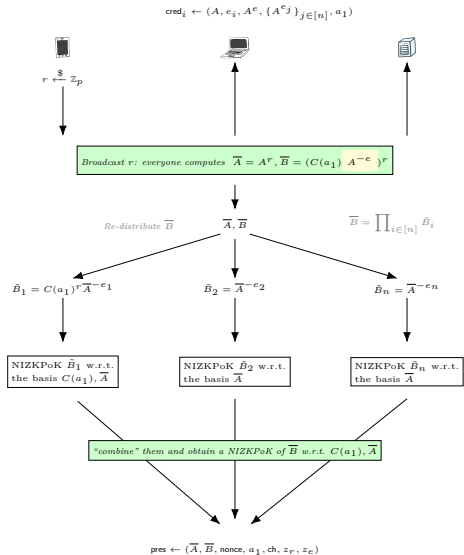 cred_i ← (A, e_i, A^e, {A^{e_j}}_{j∈[n]}, a_1)
r ←$ ℤ_p
Broadcast r: everyone computes A̅ = A^r, B̅ = (C(a_1) A^{−e})^r
Re-distribute B̅
A̅, B̅
B̅ = ∏_{i∈[n]} B̂_i
B̂_1 = C(a_1)^r A̅^{−e_1}
B̂_2 = A̅^{−e_2}
B̂_n = A̅^{−e_n}
NIZKPoK B̂_1 w.r.t.
the basis C(a_1), A̅
NIZKPoK B̂_2 w.r.t.
the basis A̅
NIZKPoK B̂_n w.r.t.
the basis A̅
"combine" them and obtain a NIZKPoK of B̅ w.r.t. C(a_1), A̅
pres ← (A̅, B̅, nonce, a_1, ch, z_r, z_e)